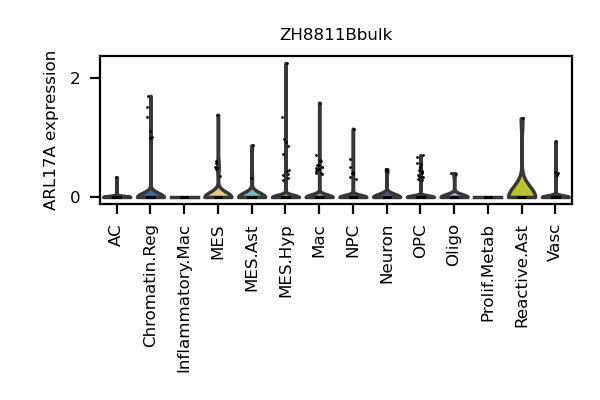 ZH8811Bbulk
ARL17A expression
2
0
AC
Chromatin.Reg
Inflammatory.Mac
MES
MES.Ast
MES.Hyp
Mac
NPC
Neuron
OPC
Oligo
Prolif.Metab
Reactive.Ast
Vasc